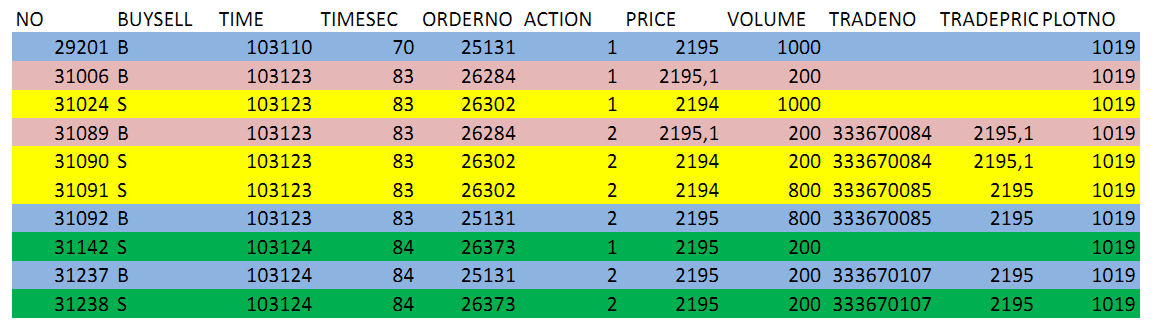 NO BUYSELL TIME TIMESEC ORDERNO ACTION PRICE VOLUME TRADENO TRADEPRIC PLOTNO
29201 B 103110 70 25131 1 2195 1000 1019
31006 B 103123 83 26284 1 2195,1 200 1019
31024 S 103123 83 26302 1 2194 1000 1019
31089 B 103123 83 26284 2 2195,1 200 333670084 2195,1 1019
31090 S 103123 83 26302 2 2194 200 333670084 2195,1 1019
31091 S 103123 83 26302 2 2194 800 333670085 2195 1019
31092 B 103123 83 25131 2 2195 800 333670085 2195 1019
31142 S 103124 84 26373 1 2195 200 1019
31237 B 103124 84 25131 2 2195 200 333670107 2195 1019
31238 S 103124 84 26373 2 2195 200 333670107 2195 1019